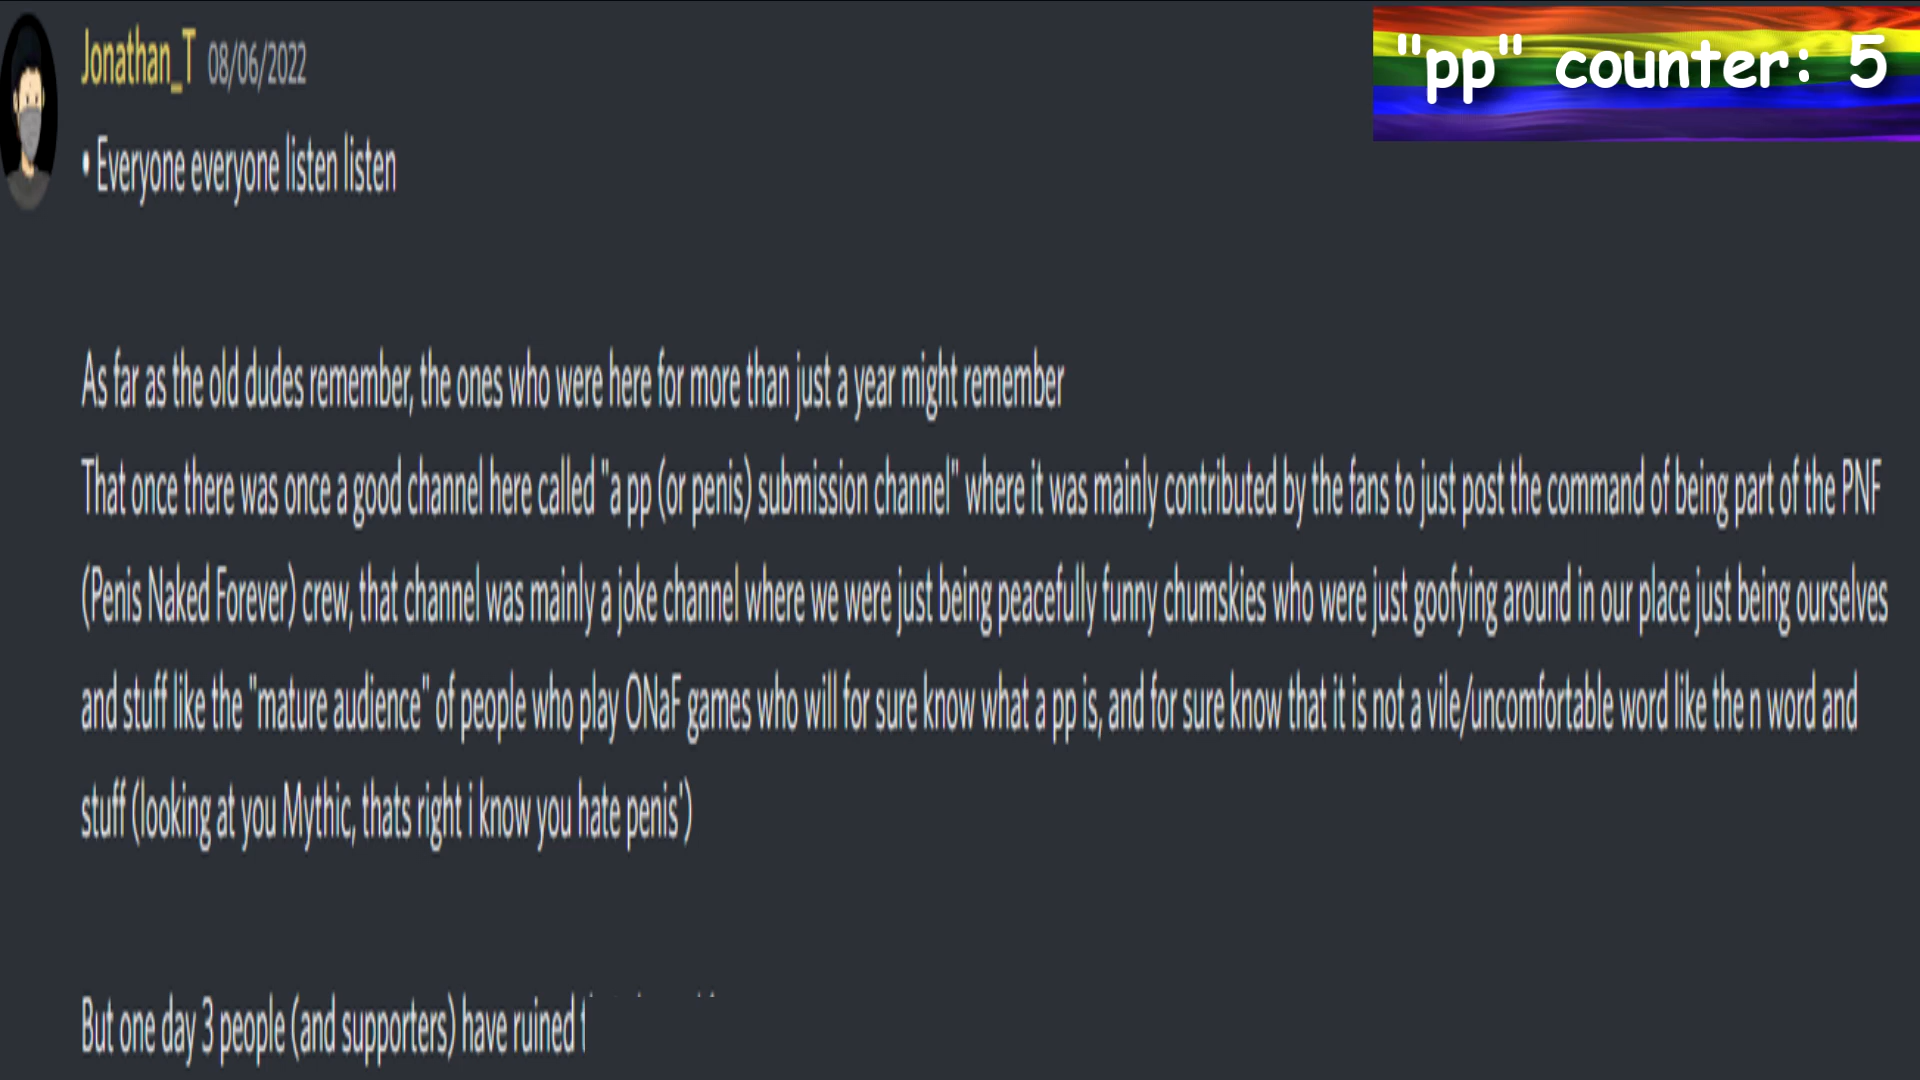 Jonathan_T 08/06/2022
"pp" counter: 5
• Everyone everyone listen listen
As far as the old dudes remember, the ones who were here for more than just a year might remember
That once there was once a good channel here called "a pp (or penis) submission channel" where it was mainly contributed by the fans to just post the command of being part of the PNF
(Penis Naked Forever) crew, that channel was mainly a joke channel where we were just being peacefully funny chumskies who were just goofying around in our place just being ourselves
and stuff like the "mature audience" of people who play ONaF games who will for sure know what a pp is, and for sure know that it is not a vile/uncomfortable word like the n word and
stuff (looking at you Mythic, thats right i know you hate penis')
But one day 3 people (and supporters) have ruined